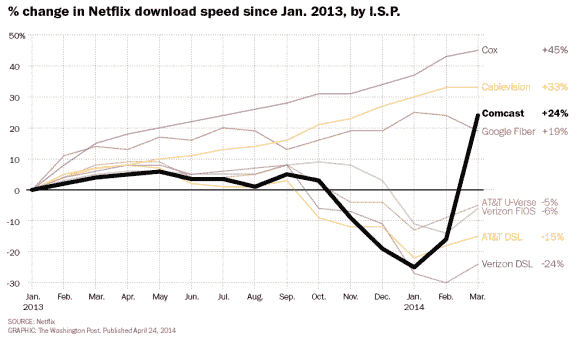 % change in Netflix download speed since Jan. 2013, by I.S.P.
50%
40
30
20
10
0
-10
-20
-30
Cox +45%
Cablevision +33%
Comcast +24%
Google Fiber +19%
AT&T U-Verse -5%
Verizon FIOS -6%
AT&T DSL -15%
Verizon DSL -24%
Jan. Feb. Mar. Apr. May. Jun. Jul. Aug. Sep. Oct. Nov. Dec. Jan. Feb. Mar.
2013 2014
SOURCE: Netflix
GRAPHIC: The Washington Post. Published April 24, 2014